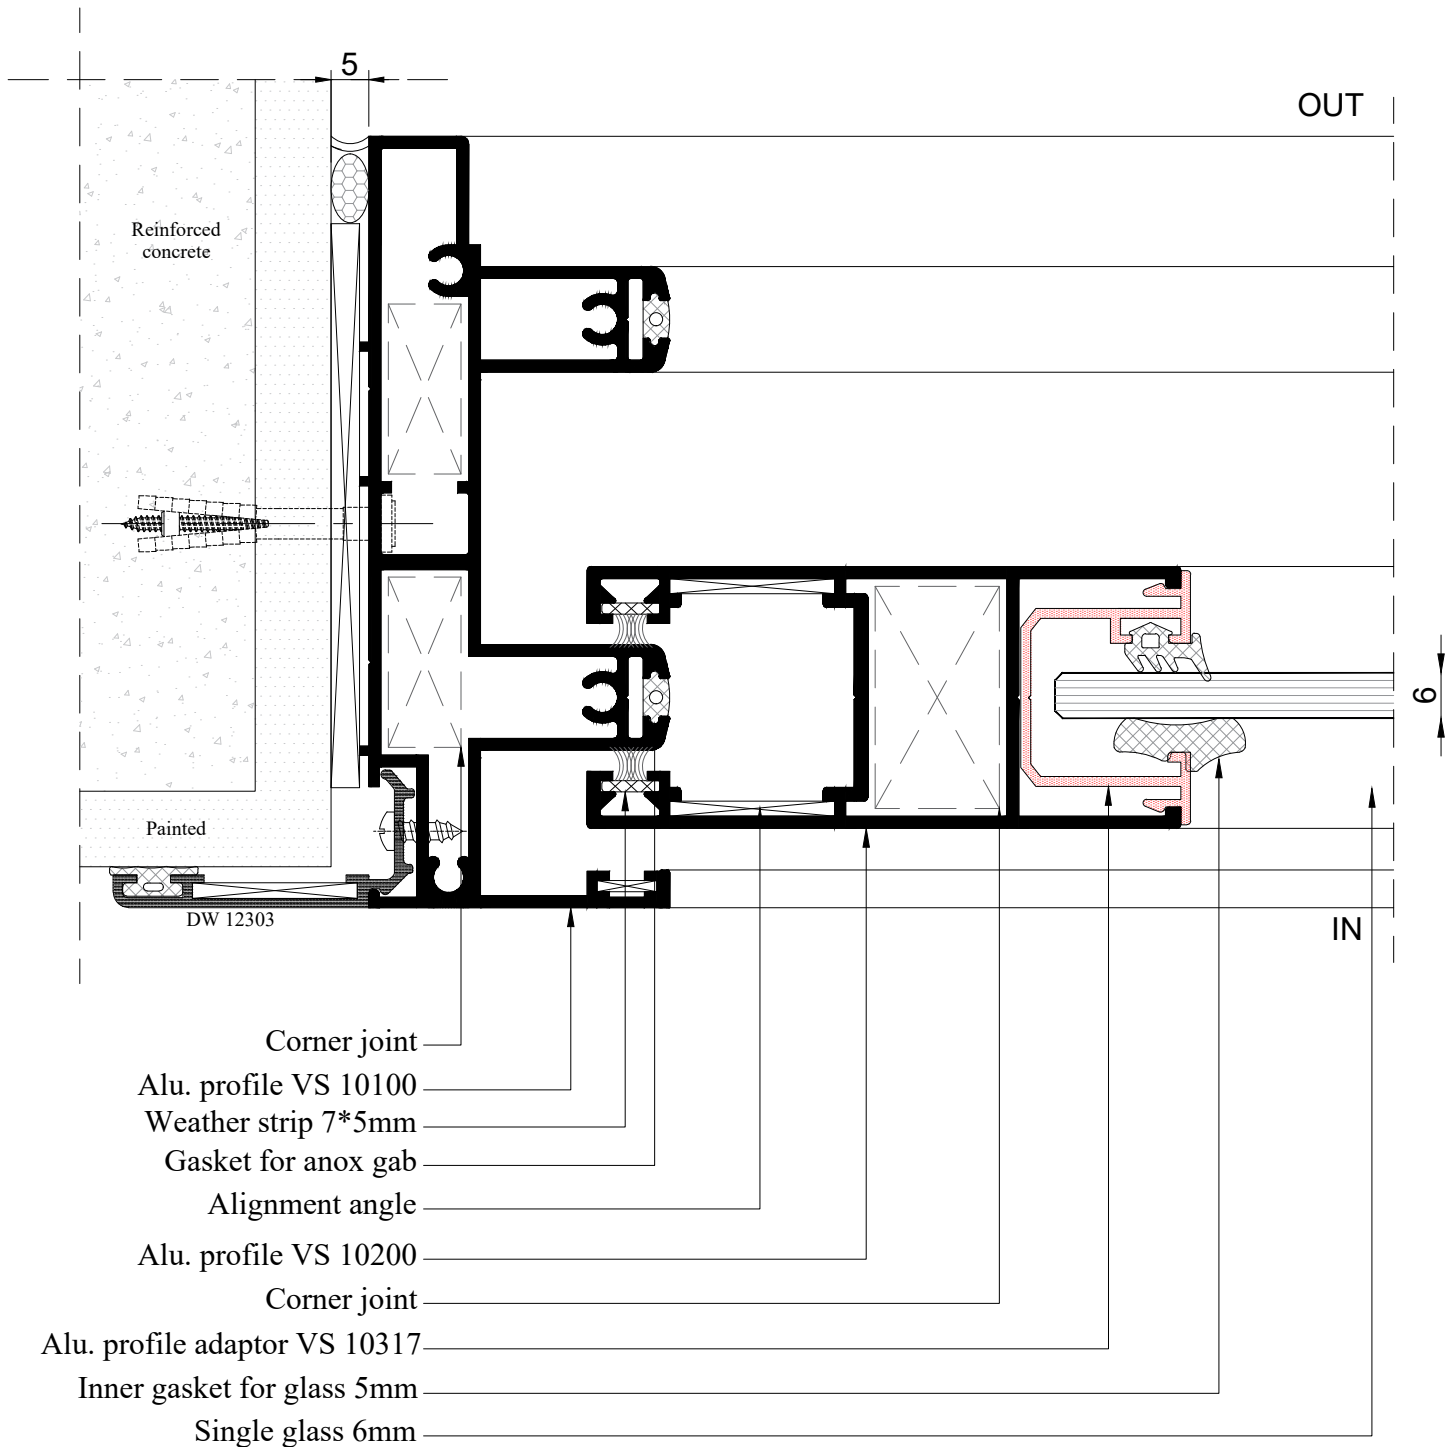 5
OUT
Reinforced
concrete
6
Painted
DW 12303
IN
Corner joint
Alu. profile VS 10100
Weather strip 7*5mm
Gasket for anox gab
Alignment angle
Alu. profile VS 10200
Corner joint
Alu. profile adaptor VS 10317
Inner gasket for glass 5mm
Single glass 6mm